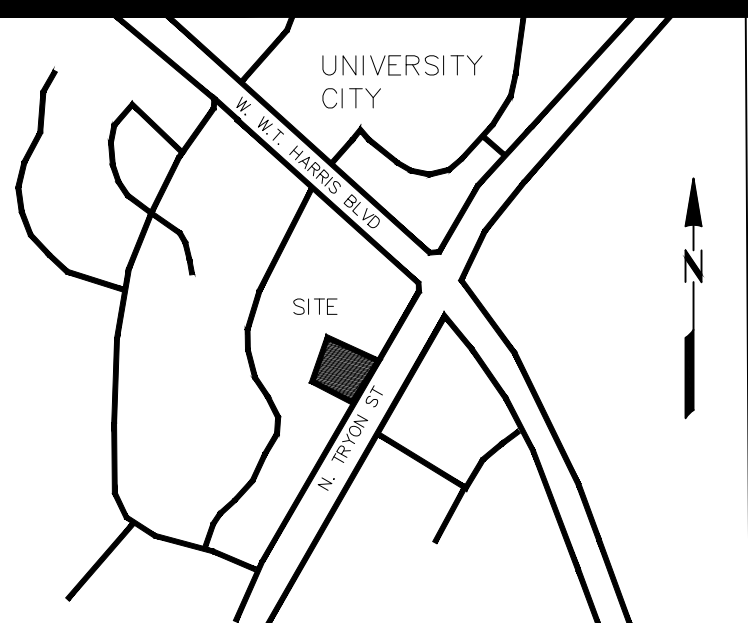 UNIVERSITY
CITY
W. W.T. HARRIS BLVD
N
SITE
N. TRYON ST